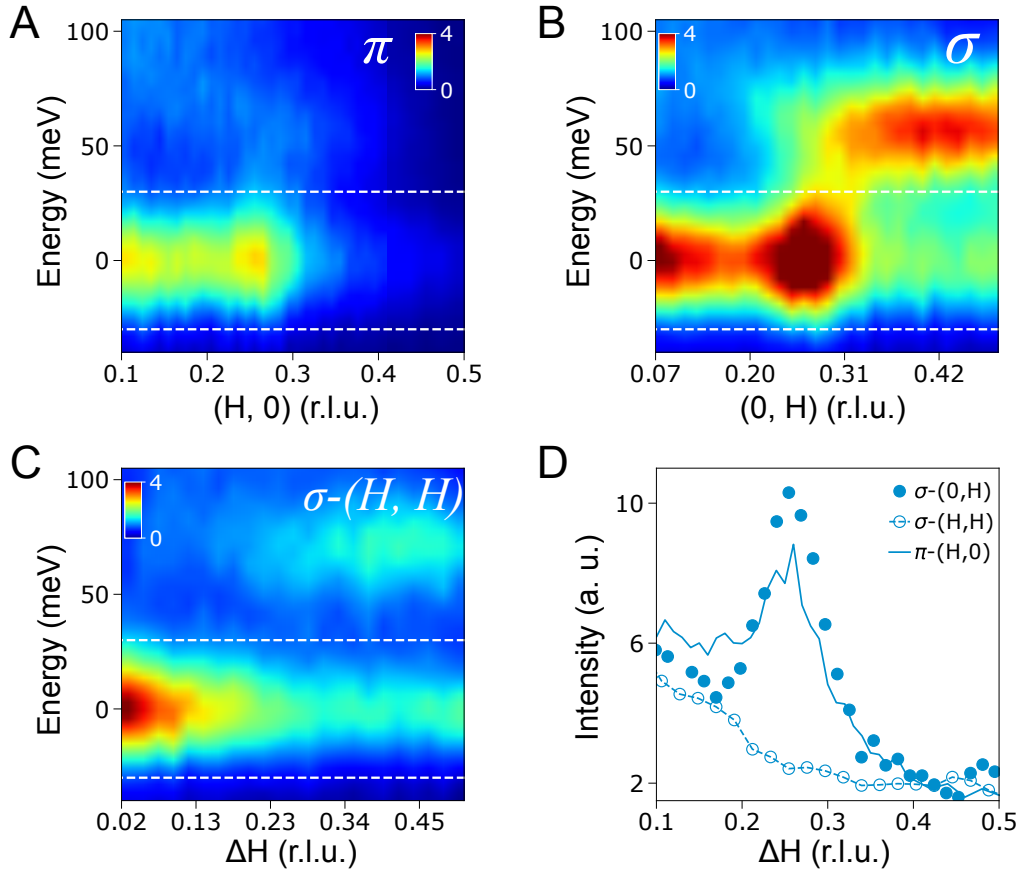 A
π
4
0
100
50
0
Energy (meV)
0.1 0.2 0.3 0.4 0.5
(H, 0) (r.l.u.)
B
σ
4
0
100
50
0
Energy (meV)
0.07 0.20 0.31 0.42
(0, H) (r.l.u.)
C
σ-(H, H)
4
0
100
50
0
Energy (meV)
0.02 0.13 0.23 0.34 0.45
ΔH (r.l.u.)
D
σ-(0,H)
σ-(H,H)
π-(H,0)
10
6
2
Intensity (a. u.)
0.1 0.2 0.3 0.4 0.5
ΔH (r.l.u.)